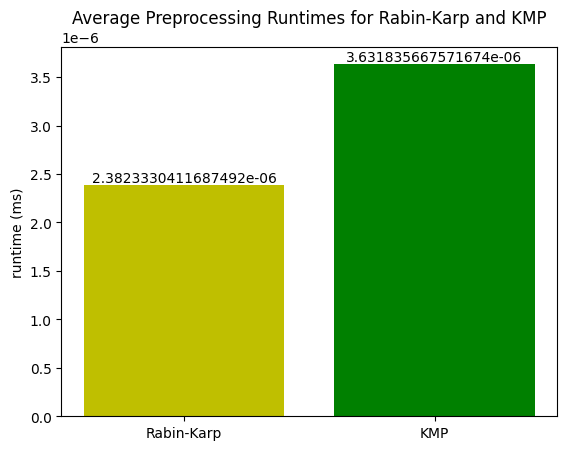 Average Preprocessing Runtimes for Rabin-Karp and KMP
1e−6
3.631835667571674e-06
2.3823330411687492e-06
3.5
3.0
2.5
2.0
1.5
1.0
0.5
0.0
runtime (ms)
Rabin-Karp
KMP